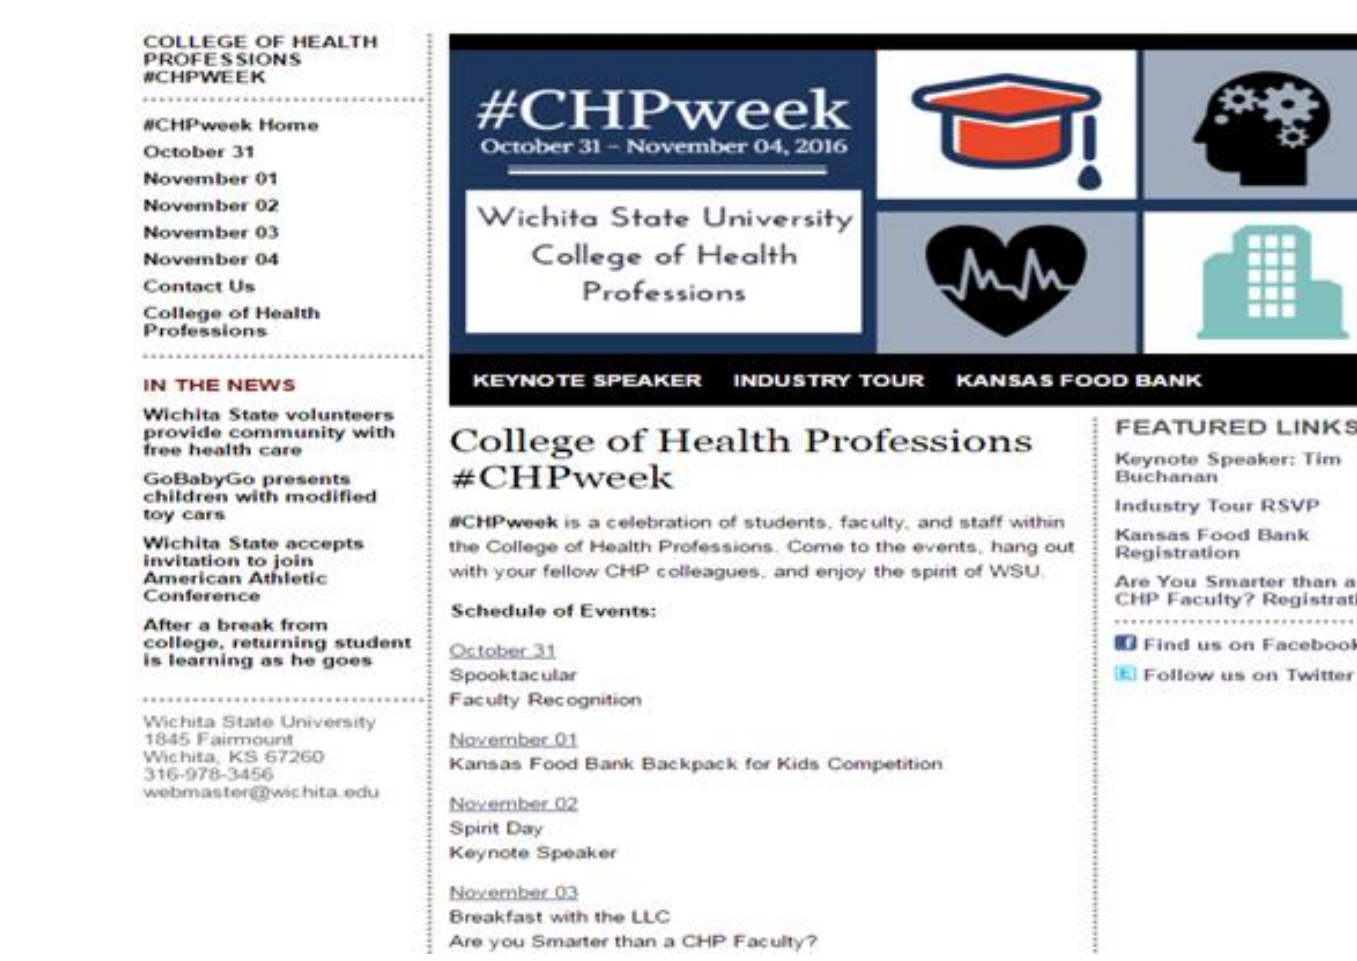 COLLEGE OF HEALTH
PROFESSIONS
#CHPWEEK
#CHPweek Home
October 31
November 01
November 02
November 03
November 04
Contact Us
College of Health
Professions
IN THE NEWS
Wichita State volunteers
provide community with
free health care
GoBabyGo presents
children with modified
toy cars
Wichita State accepts
invitation to join
American Athletic
Conference
After a break from
college, returning student
is learning as he goes
Wichita State University
1845 Fairmount
Wichita, KS 67260
316-978-3456
webmaster@wichita.edu
#CHPweek
October 31 – November 04, 2016
Wichita State University
College of Health
Professions
KEYNOTE SPEAKER INDUSTRY TOUR KANSAS FOOD BANK
College of Health Professions
#CHPweek
#CHPweek is a celebration of students, faculty, and staff within
the College of Health Professions. Come to the events, hang out
with your fellow CHP colleagues, and enjoy the spirit of WSU.
Schedule of Events:
October 31
Spooktacular
Faculty Recognition
November 01
Kansas Food Bank Backpack for Kids Competition
November 02
Spirit Day
Keynote Speaker
November 03
Breakfast with the LLC
Are you Smarter than a CHP Faculty?
FEATURED LINKS
Keynote Speaker: Tim
Buchanan
Industry Tour RSVP
Kansas Food Bank
Registration
Are You Smarter than a
CHP Faculty? Registrati
Find us on Facebook
Follow us on Twitter